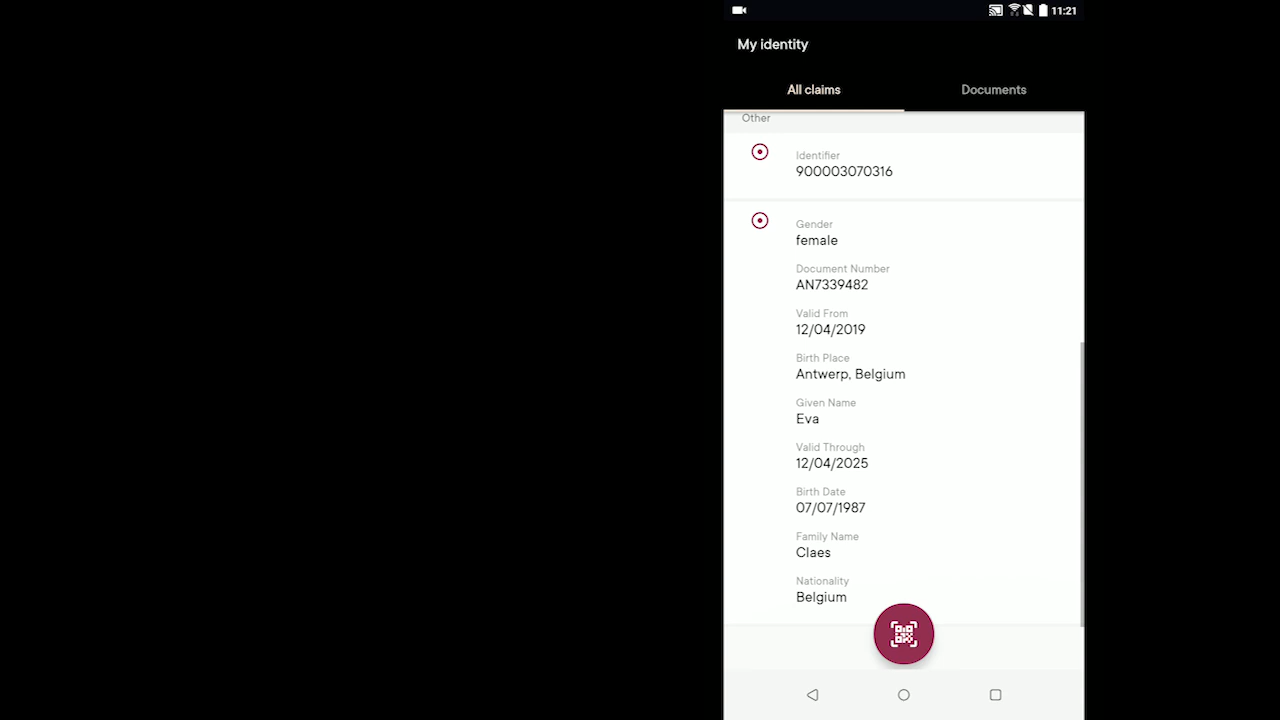 11:21
My identity
All claims
Documents
Other
Identifier
900003070316
Gender
female
Document Number
AN7339482
Valid From
12/04/2019
Birth Place
Antwerp, Belgium
Given Name
Eva
Valid Through
12/04/2025
Birth Date
07/07/1987
Family Name
Claes
Nationality
Belgium